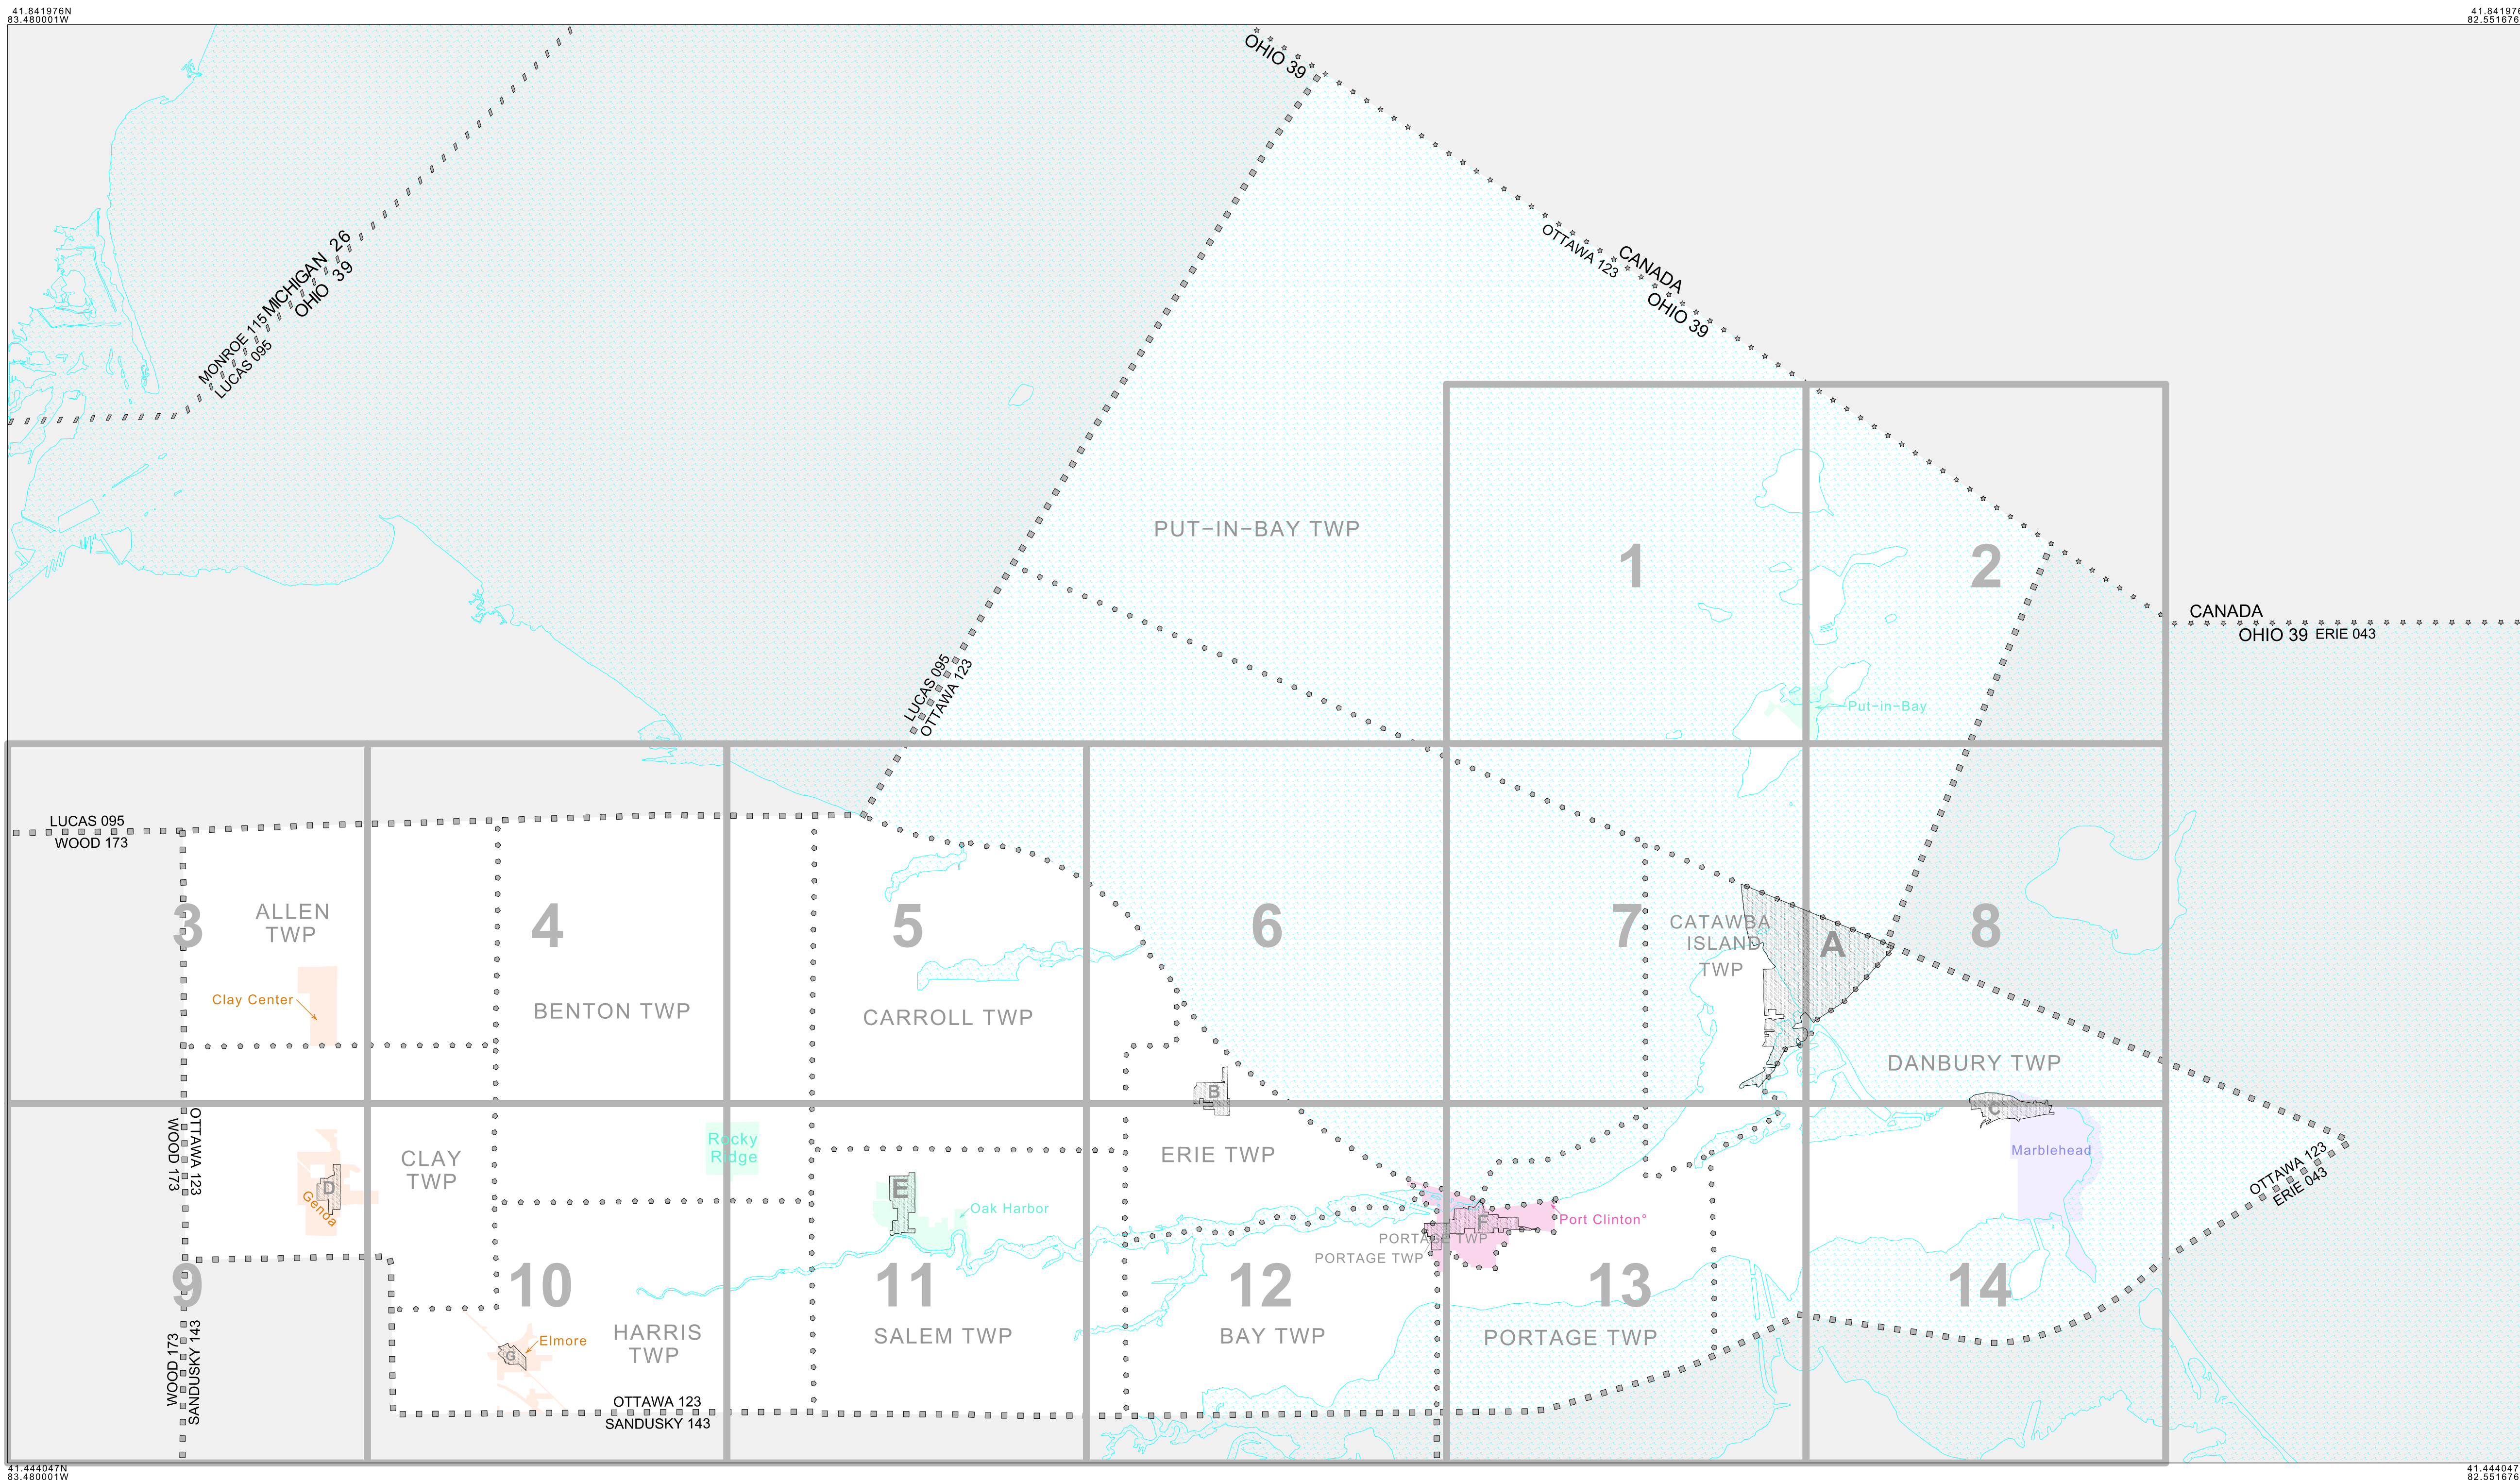 41.841976N
83.480001W
41.841976
82.551676
OHIO 39
MONROE 115
MICHIGAN 26
LUCAS 095
OHIO 39
OTTAWA 123
CANADA
OHIO 39
PUT-IN-BAY TWP
1
2
CANADA
OHIO 39
ERIE 043
LUCAS 095
OTTAWA 123
Put-in-Bay
LUCAS 095
WOOD 173
3
ALLEN
TWP
4
5
6
7
CATAWBA
ISLAND
TWP
A
8
Clay Center
BENTON TWP
CARROLL TWP
DANBURY TWP
B
C
WOOD 173
OTTAWA 123
CLAY
TWP
Rocky
Ridge
ERIE TWP
Marblehead
D
Genoa
E
Oak Harbor
F
Port Clinton°
PORTAGE TWP
PORTAGE TWP
OTTAWA 123
ERIE 043
9
10
11
12
13
14
WOOD 173
SANDUSKY 143
G
Elmore
HARRIS
TWP
SALEM TWP
BAY TWP
PORTAGE TWP
OTTAWA 123
SANDUSKY 143
41.444047N
83.480001W
41.444047
82.551676